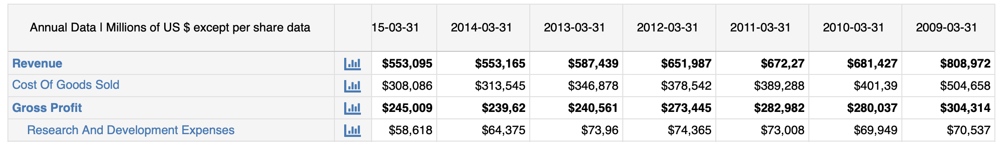 Annual Data | Millions of US $ except per share data 15-03-31 2014-03-31 2013-03-31 2012-03-31 2011-03-31 2010-03-31 2009-03-31
Revenue $553,095 $553,165 $587,439 $651,987 $672,27 $681,427 $808,972
Cost Of Goods Sold $308,086 $313,545 $346,878 $378,542 $389,288 $401,39 $504,658
Gross Profit $245,009 $239,62 $240,561 $273,445 $282,982 $280,037 $304,314
Research And Development Expenses $58,618 $64,375 $73,96 $74,365 $73,008 $69,949 $70,537